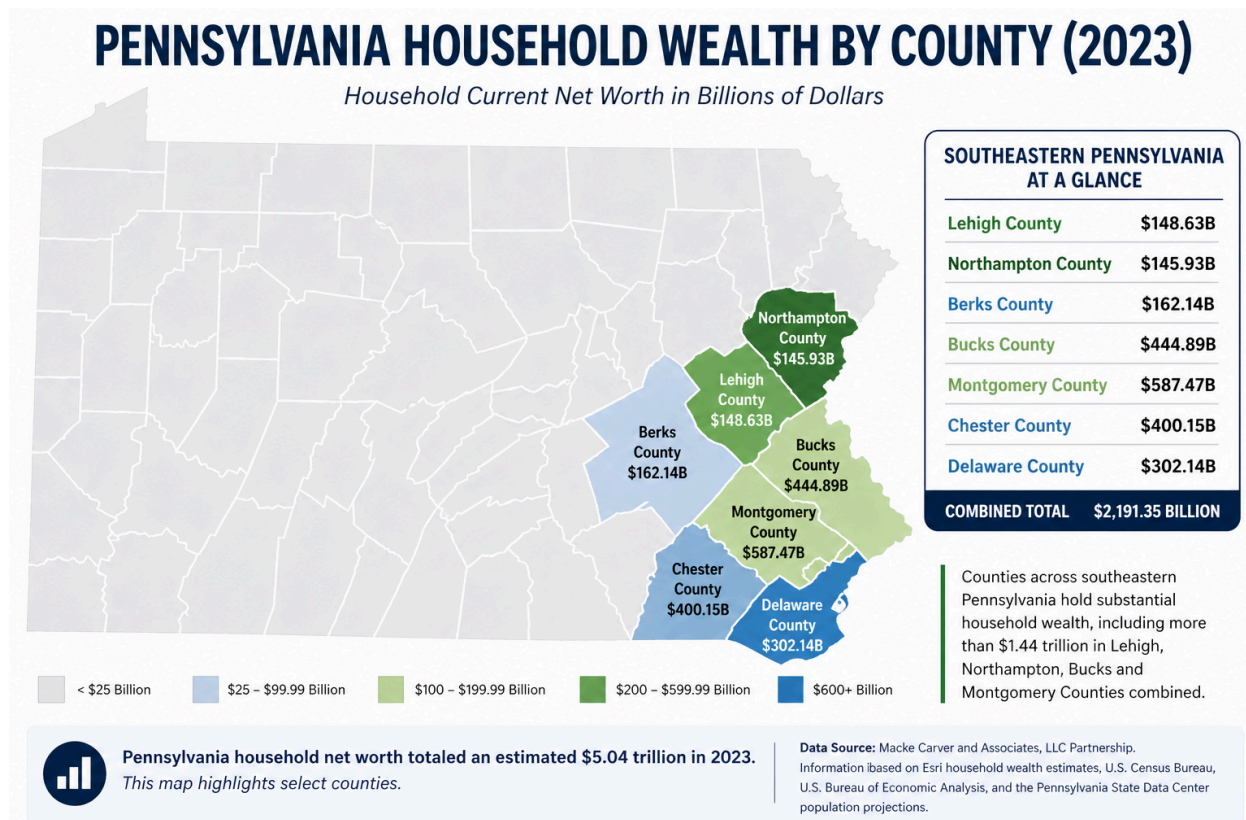 PENNSYLVANIA HOUSEHOLD WEALTH BY COUNTY (2023)
Household Current Net Worth in Billions of Dollars
Northampton
County
$145.93B
Lehigh
County
$148.63B
Berks
County
$162.14B
Bucks
County
$444.89B
Montgomery
County
$587.47B
Chester
County
$400.15B
Delaware
County
$302.14B
SOUTHEASTERN PENNSYLVANIA
AT A GLANCE
Lehigh County $148.63B
Northampton County $145.93B
Berks County $162.14B
Bucks County $444.89B
Montgomery County $587.47B
Chester County $400.15B
Delaware County $302.14B
COMBINED TOTAL $2,191.35 BILLION
Counties across southeastern
Pennsylvania hold substantial
household wealth, including more
than $1.44 trillion in Lehigh,
Northampton, Bucks and
Montgomery Counties combined.
< $25 Billion
$25 – $99.99 Billion
$100 – $199.99 Billion
$200 – $599.99 Billion
$600+ Billion
Pennsylvania household net worth totaled an estimated $5.04 trillion in 2023.
This map highlights select counties.
Data Source: Macke Carver and Associates, LLC Partnership.
Information based on Esri household wealth estimates, U.S. Census Bureau,
U.S. Bureau of Economic Analysis, and the Pennsylvania State Data Center
population projections.